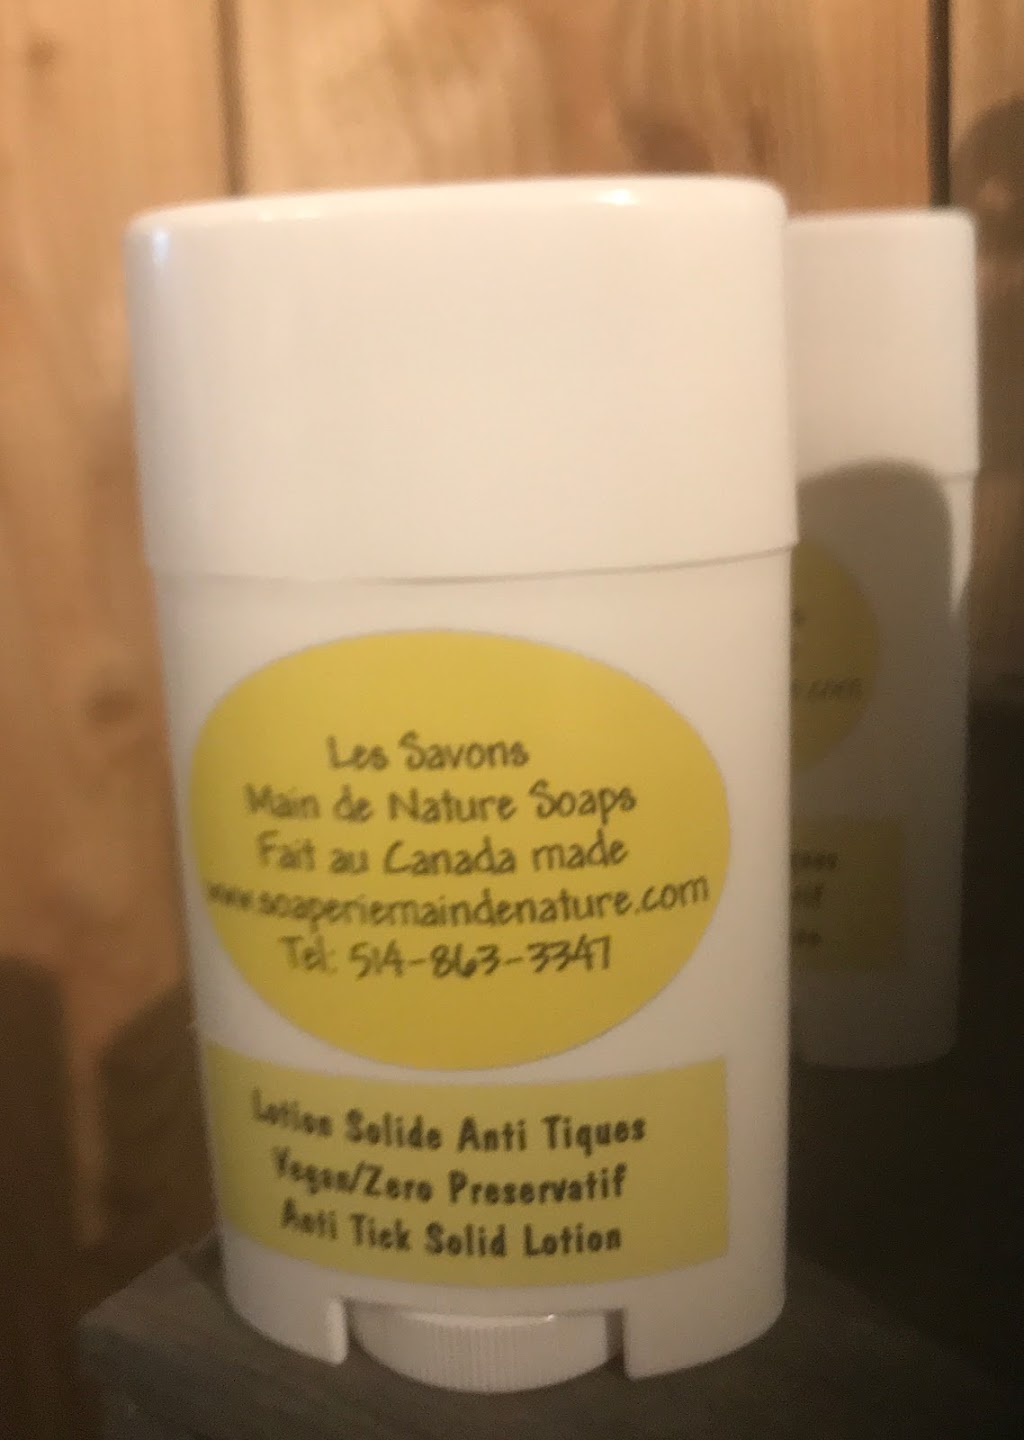 Les Savons
Main de Nature Soaps
Fait au Canada made
www.soaperiemaindenature.com
Tel: 514-863-3347
Lotion Solide Anti Tiques
Vegan/Zero Preservatif
Anti Tick Solid Lotion